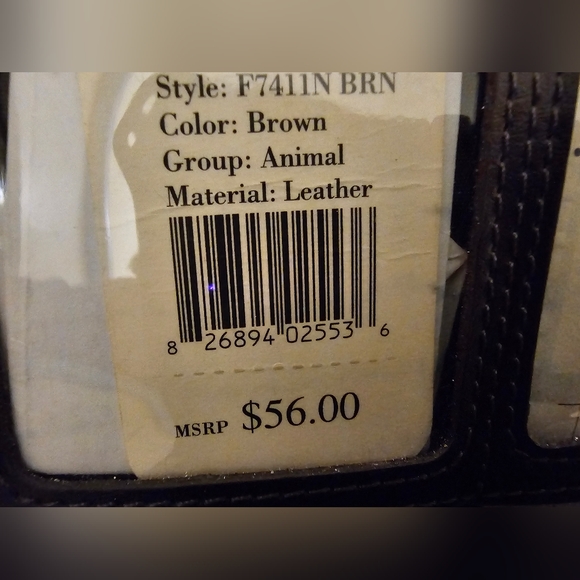 Style: F7411N BRN
Color: Brown
Group: Animal
Material: Leather
8 26894 02553 6
MSRP $56.00